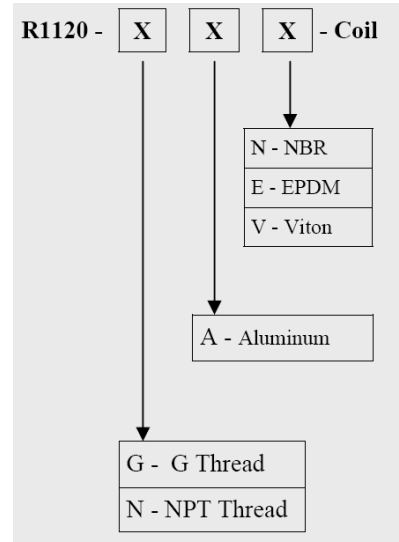 R1120 - X X X - Coil
N - NBR
E - EPDM
V - Viton
A - Aluminum
G - G Thread
N - NPT Thread